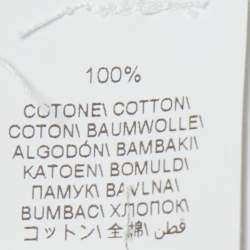 100%
COTONE\ COTTON\
COTON\ BAUMWOLLE\
ALGODÓN\ BAMBAKI\
KATOEN\ BOMULD\
ПАМУК\ BAVLNA\
BUMBAC\ ХЛОПОК\
コットン\ 全綿\ قطن